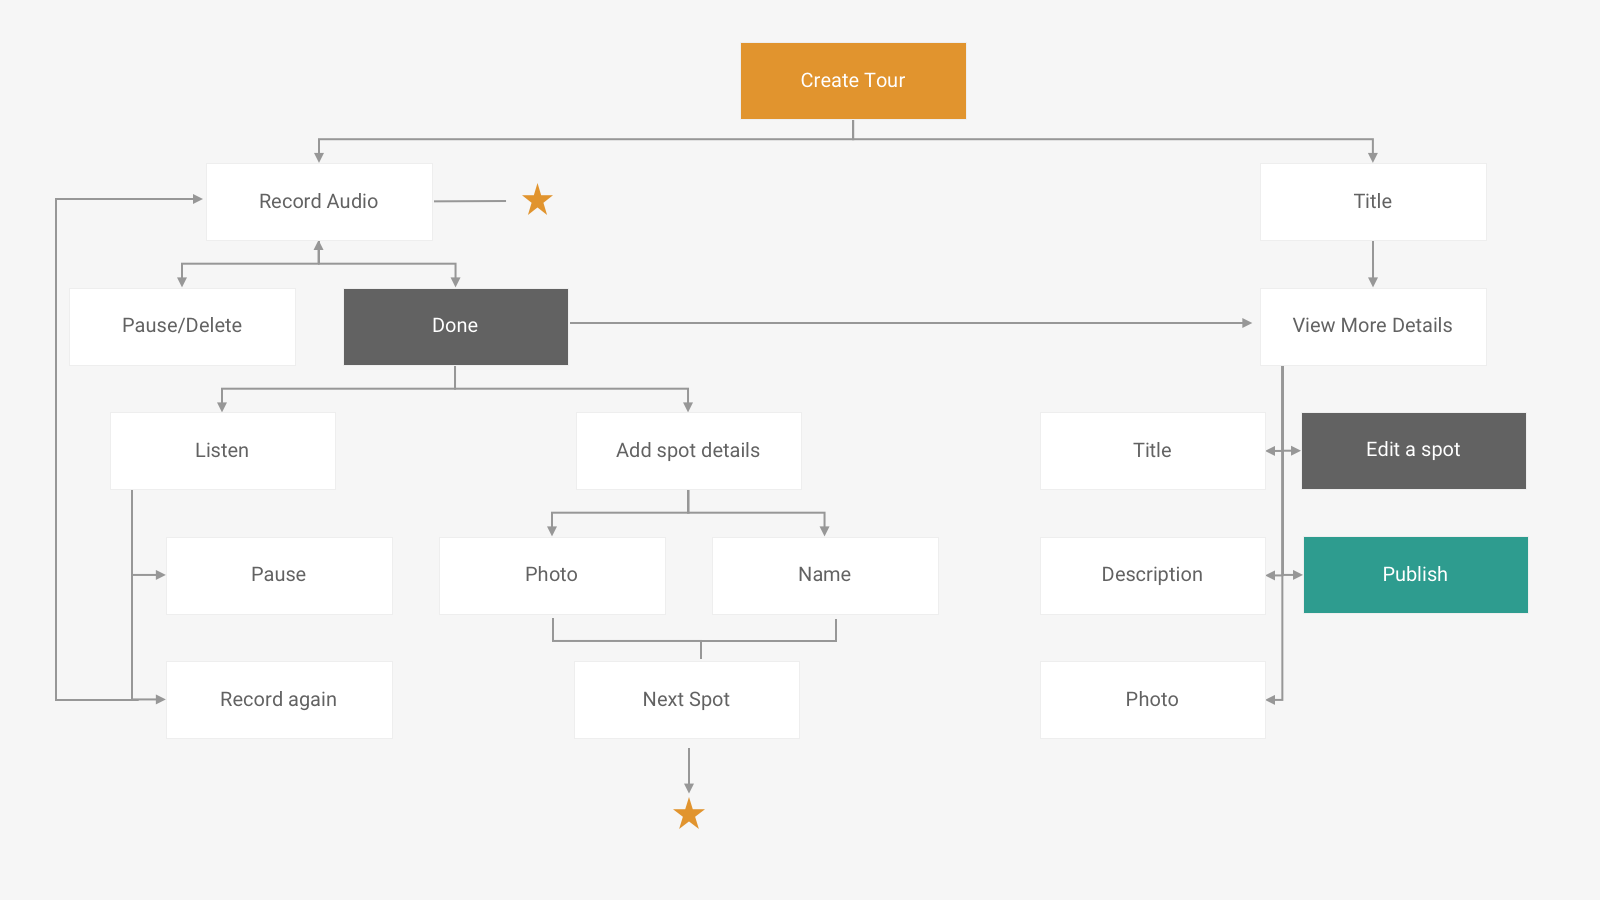 Create Tour
Record Audio
Title
Pause/Delete
Done
View More Details
Listen
Add spot details
Title
Edit a spot
Pause
Photo
Name
Description
Publish
Record again
Next Spot
Photo